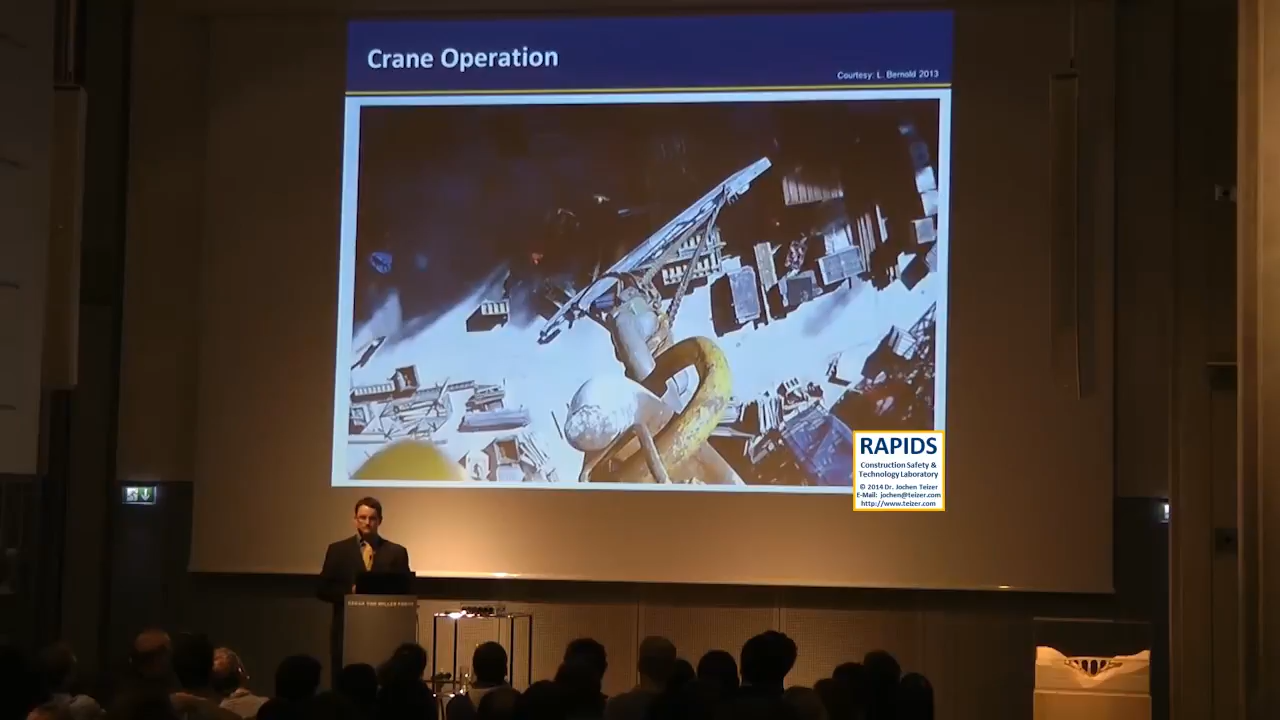 Crane Operation
Courtesy: L. Bernold 2013
RAPIDS
Construction Safety &
Technology Laboratory
© 2014 Dr. Jochen Teizer
E-Mail: jochen@teizer.com
http://www.teizer.com